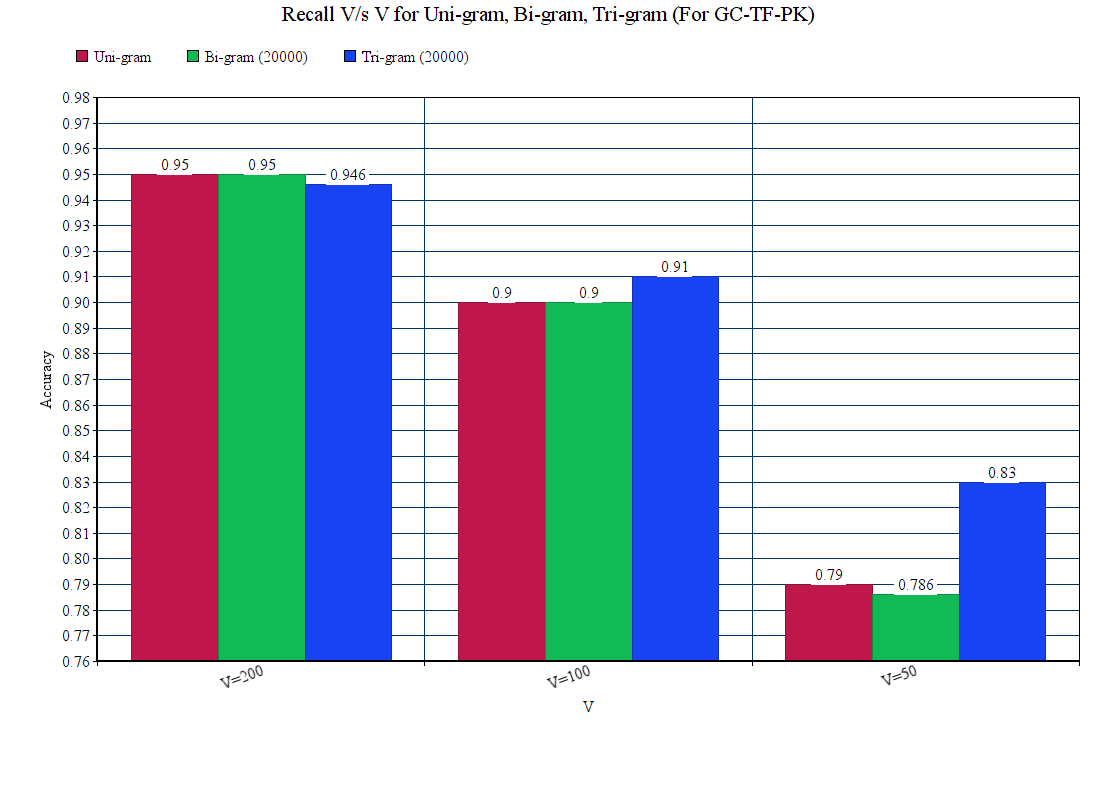 Recall V/s V for Uni-gram, Bi-gram, Tri-gram (For GC-TF-PK)
Uni-gram Bi-gram (20000) Tri-gram (20000)
0.98
0.97
0.96
0.95
0.94
0.93
0.92
0.91
0.90
0.89
0.88
0.87
0.86
0.85
0.84
0.83
0.82
0.81
0.80
0.79
0.78
0.77
0.76
Accuracy
0.95 0.95 0.946
0.9 0.9 0.91
0.79 0.786 0.83
V=200 V=100 V=50
V